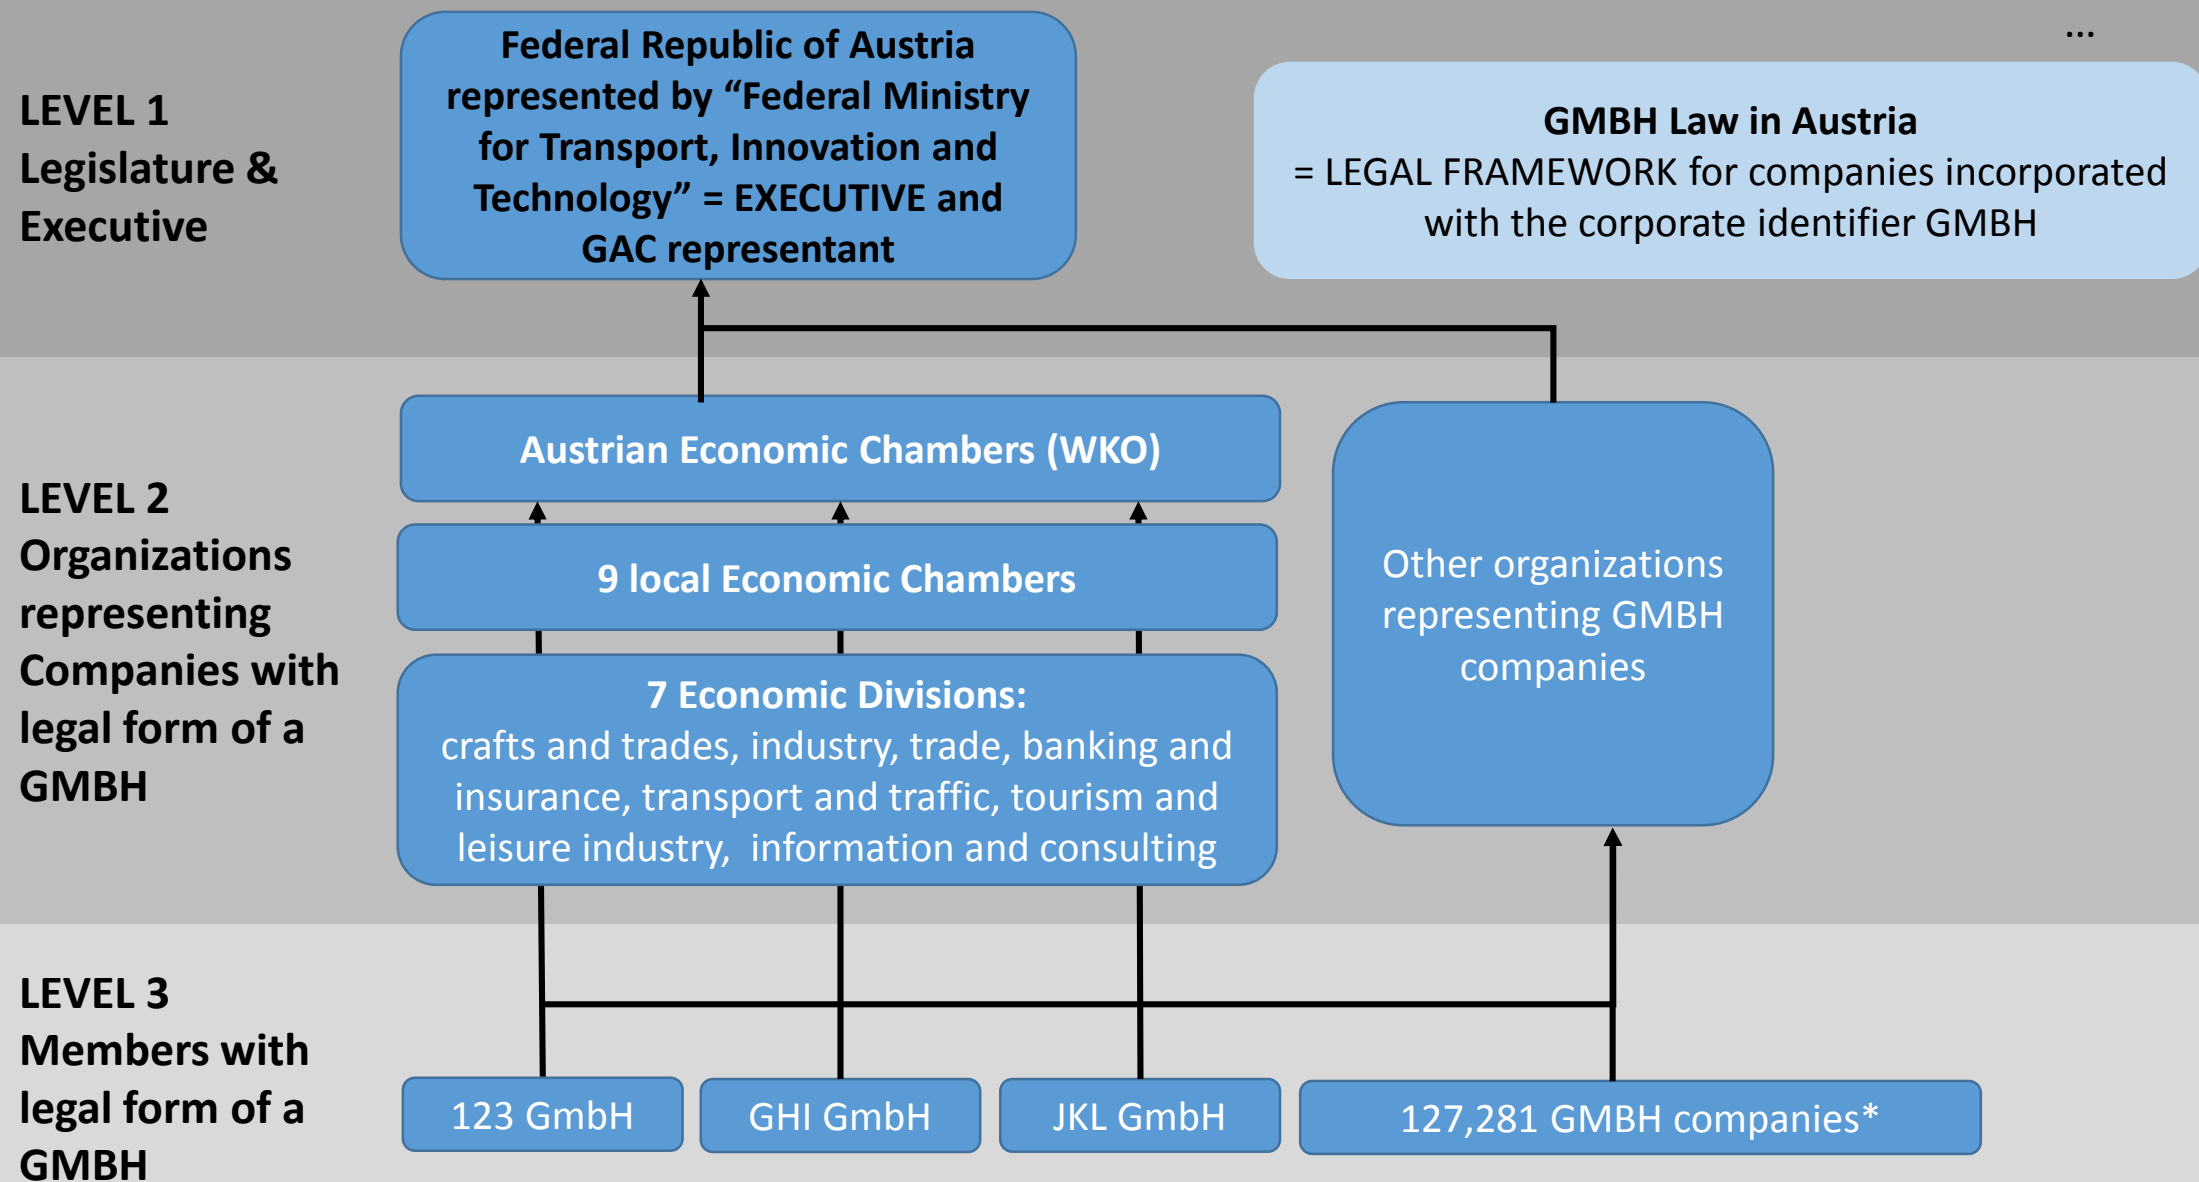 ...
LEVEL 1
Legislature &
Executive
Federal Republic of Austria
represented by “Federal Ministry
for Transport, Innovation and
Technology” = EXECUTIVE and
GAC representant
GMBH Law in Austria
= LEGAL FRAMEWORK for companies incorporated
with the corporate identifier GMBH
LEVEL 2
Organizations
representing
Companies with
legal form of a
GMBH
Austrian Economic Chambers (WKO)
9 local Economic Chambers
7 Economic Divisions:
crafts and trades, industry, trade, banking and
insurance, transport and traffic, tourism and
leisure industry,  information and consulting
Other organizations
representing GMBH
companies
LEVEL 3
Members with
legal form of a
GMBH
123 GmbH
GHI GmbH
JKL GmbH
127,281 GMBH companies*